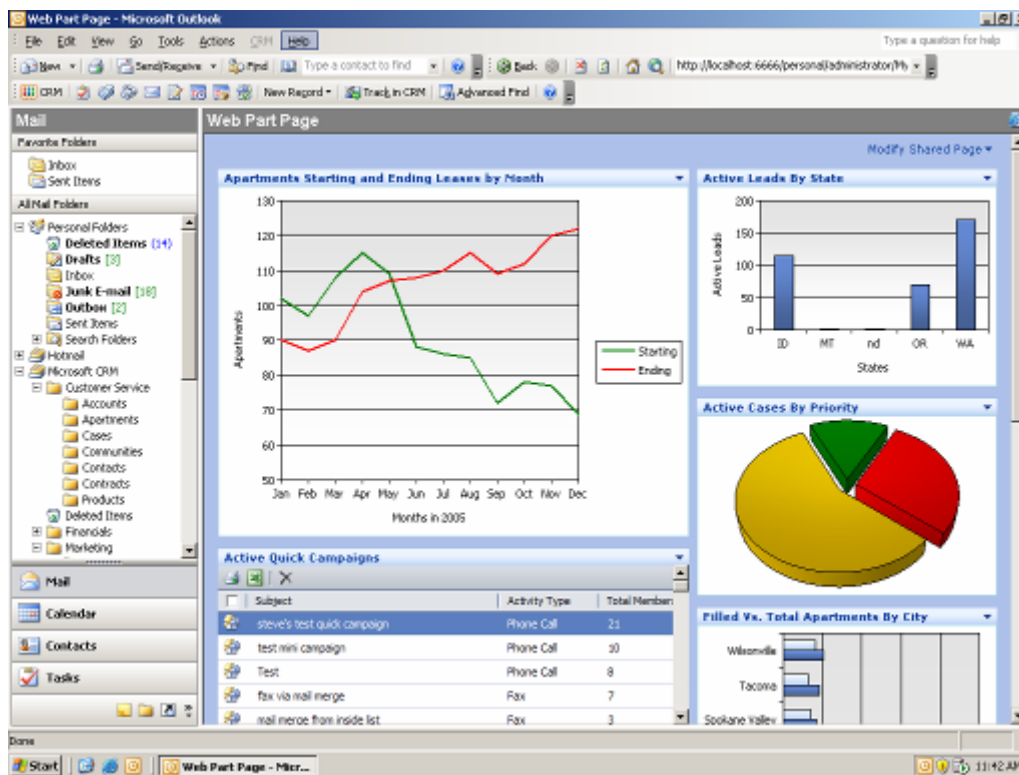 Web Part Page - Microsoft Outlook
File Edit View Go Tools Actions CRM Help
Type a question for help
New Send/Receive Find Type a contact to find Back http://localhost:6666/personal/administrator/My
CRM New Record Track in CRM Advanced Find
Mail
Web Part Page
Favorite Folders
Inbox
Sent Items
All Mail Folders
Personal Folders
Deleted Items (14)
Drafts [3]
Inbox
Junk E-mail [18]
Outbox [2]
Sent Items
Search Folders
Hotmail
Microsoft CRM
Customer Service
Accounts
Apartments
Cases
Communities
Contacts
Contracts
Products
Deleted Items
Financials
Marketing
Mail
Calendar
Contacts
Tasks
Modify Shared Page
Apartments Starting and Ending Leases by Month
130
120
110
100
90
80
70
60
50
Apartments
Jan Feb Mar Apr May Jun Jul Aug Sep Oct Nov Dec
Months in 2005
Starting
Ending
Active Leads By State
200
150
100
50
0
Active Leads
ID MT nd OR WA
States
Active Cases By Priority
Active Quick Campaigns
Subject Activity Type Total Member
steve's test quick campaign Phone Call 21
test mini campaign Phone Call 10
Test Phone Call 8
fax via mail merge Fax 7
mail merge from inside list Fax 3
Filled Vs. Total Apartments By City
Wilsonville
Tacoma
Spokane Valley
Done
Start Web Part Page - Micr... 11:42 AM